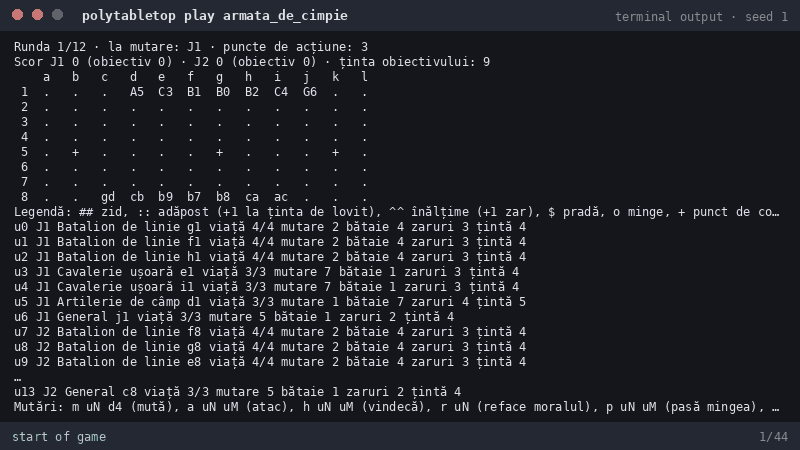 polytabletop play armata_de_cimpie
terminal output · seed 1
Runda 1/12 · la mutare: J1 · puncte de acțiune: 3
Scor J1 0 (obiectiv 0) · J2 0 (obiectiv 0) · ținta obiectivului: 9
a b c d e f g h i j k l
1 . . . A5 C3 B1 B0 B2 C4 G6 . .
2 . . . . . . . . . . . .
3 . . . . . . . . . . . .
4 . . . . . . . . . . . .
5 . + . . . . + . . . + .
6 . . . . . . . . . . . .
7 . . . . . . . . . . . .
8 . . gd cb b9 b7 b8 ca ac . . .
Legendă: ## zid, :: adăpost (+1 la ținta de lovit), ^^ înălțime (+1 zar), $ pradă, o minge, + punct de co…
u0 J1 Batalion de linie g1 viață 4/4 mutare 2 bătaie 4 zaruri 3 țintă 4
u1 J1 Batalion de linie f1 viață 4/4 mutare 2 bătaie 4 zaruri 3 țintă 4
u2 J1 Batalion de linie h1 viață 4/4 mutare 2 bătaie 4 zaruri 3 țintă 4
u3 J1 Cavalerie ușoară e1 viață 3/3 mutare 7 bătaie 1 zaruri 3 țintă 4
u4 J1 Cavalerie ușoară i1 viață 3/3 mutare 7 bătaie 1 zaruri 3 țintă 4
u5 J1 Artilerie de câmp d1 viață 3/3 mutare 1 bătaie 7 zaruri 4 țintă 5
u6 J1 General j1 viață 3/3 mutare 5 bătaie 1 zaruri 2 țintă 4
u7 J2 Batalion de linie f8 viață 4/4 mutare 2 bătaie 4 zaruri 3 țintă 4
u8 J2 Batalion de linie g8 viață 4/4 mutare 2 bătaie 4 zaruri 3 țintă 4
u9 J2 Batalion de linie e8 viață 4/4 mutare 2 bătaie 4 zaruri 3 țintă 4
…
u13 J2 General c8 viață 3/3 mutare 5 bătaie 1 zaruri 2 țintă 4
Mutări: m uN d4 (mută), a uN uM (atac), h uN uM (vindecă), r uN (reface moralul), p uN uM (pasă mingea), …
start of game
1/44